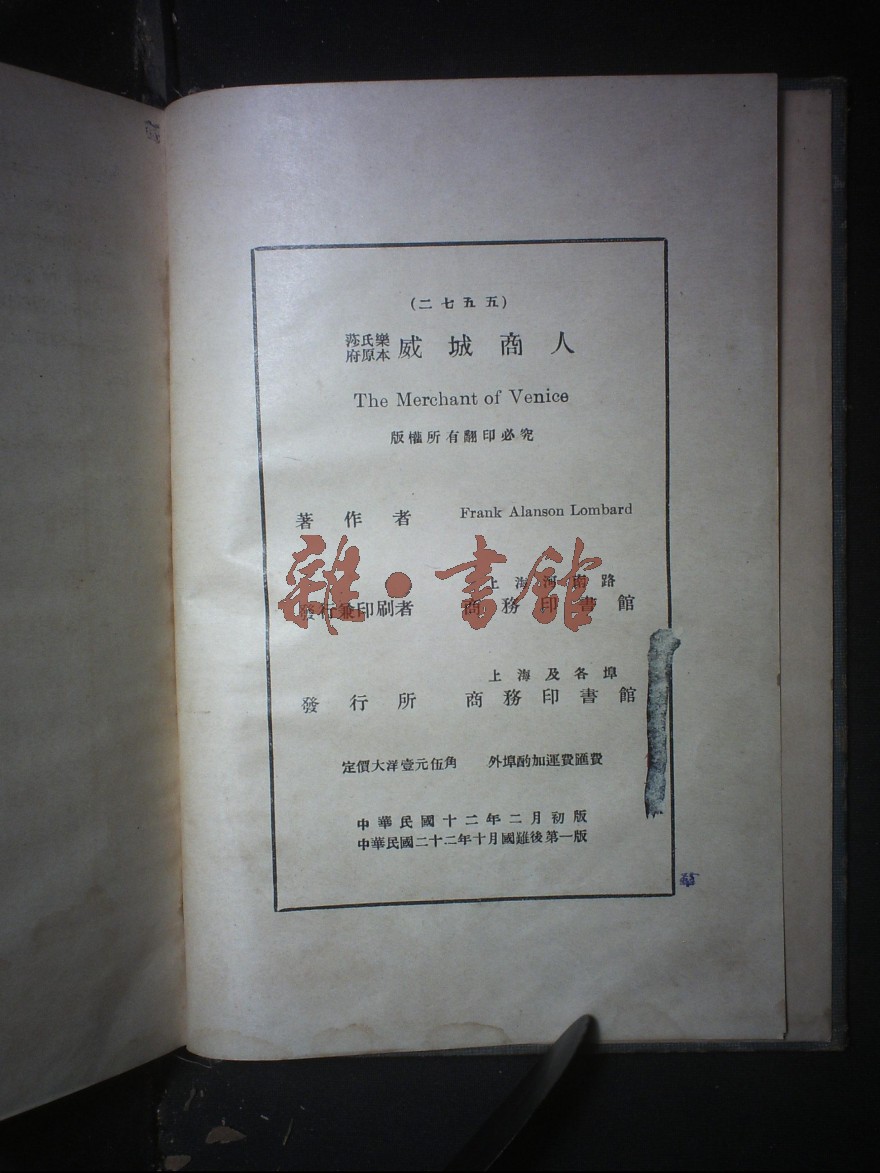 (二七五五)
莎氏樂府原本 威城商人
The Merchant of Venice
版權所有翻印必究
著作者 Frank Alanson Lombard
上海河南路
發行兼印刷者 商務印書館
雜·書館
上海及各埠
發行所 商務印書館
定價大洋壹元伍角 外埠酌加運費匯費
中華民國十二年二月初版
中華民國二十二年十月國難後第一版